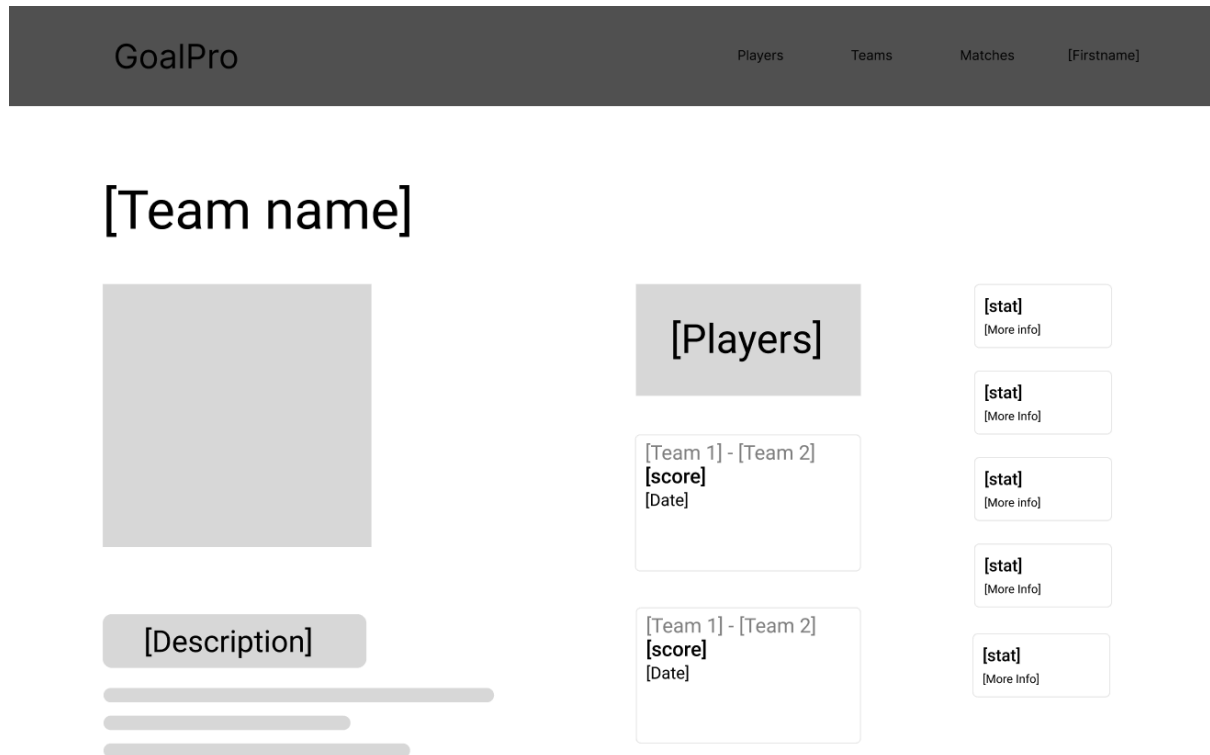 GoalPro
Players
Teams
Matches
[Firstname]
[Team name]
[Description]
[Players]
[Team 1] - [Team 2]
[score]
[Date]
[Team 1] - [Team 2]
[score]
[Date]
[stat]
[More info]
[stat]
[More Info]
[stat]
[More info]
[stat]
[More Info]
[stat]
[More Info]